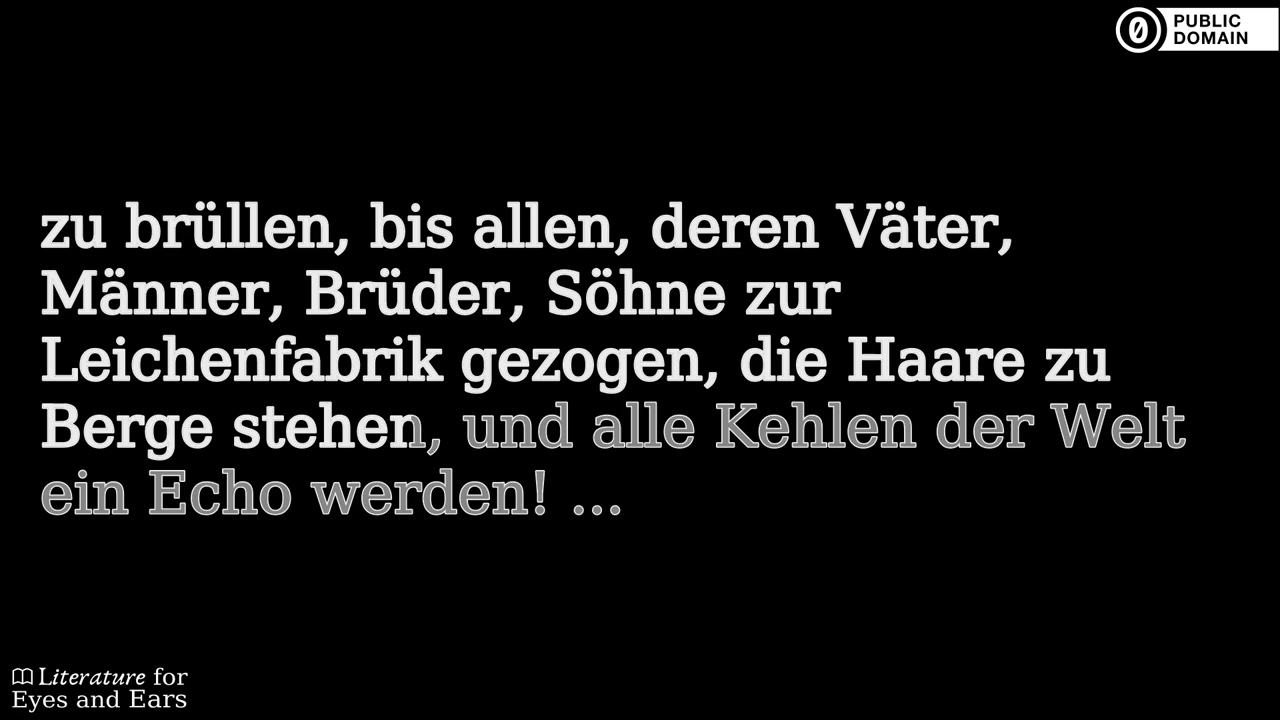 PUBLIC
DOMAIN
zu brüllen, bis allen, deren Väter,
Männer, Brüder, Söhne zur
Leichenfabrik gezogen, die Haare zu
Berge stehen, und alle Kehlen der Welt
ein Echo werden! ...
Literature for
Eyes and Ears